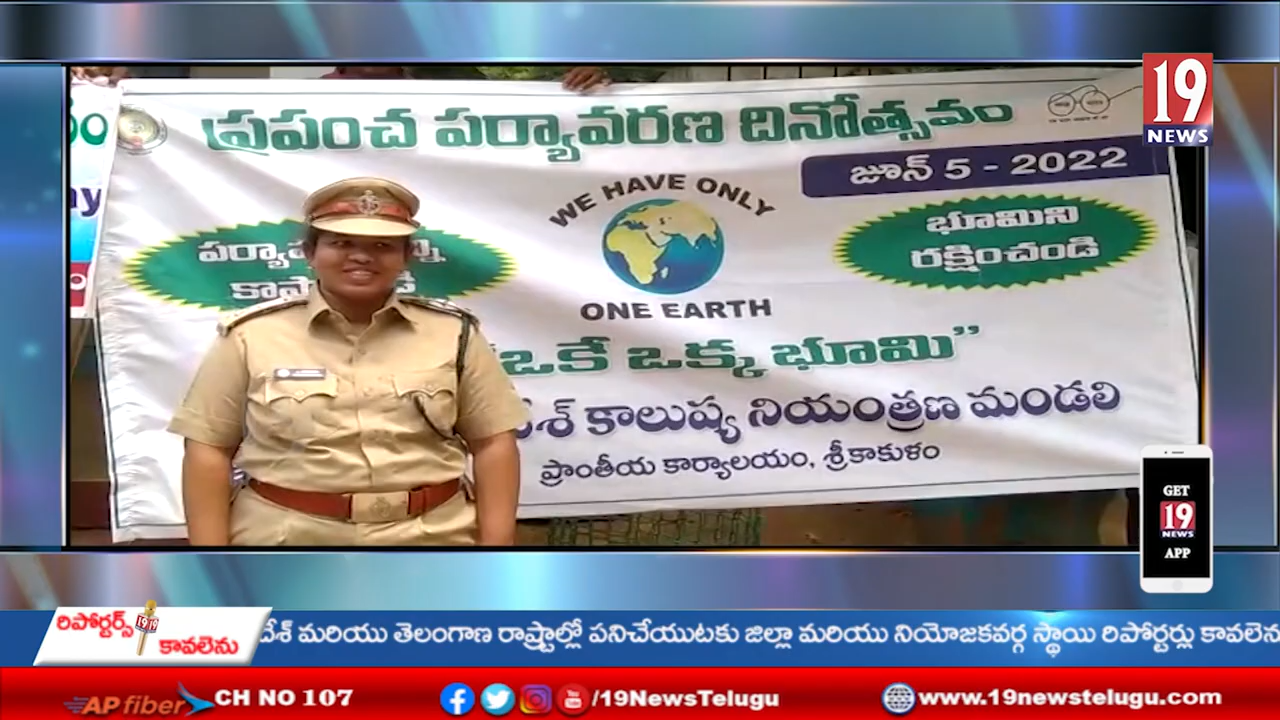 ప్రపంచ పర్యావరణ దినోత్సవం
జూన్ 5 - 2022
WE HAVE ONLY
ONE EARTH
భూమిని
రక్షించండి
ఒకే ఒక్క భూమి”
కాలుష్య నియంత్రణ మండలి
ప్రాంతీయ కార్యాలయం, శ్రీకాకుళం
19
NEWS
GET
19
NEWS
APP
రిపోర్టర్స్
కావలెను
దేశ్ మరియు తెలంగాణ రాష్ట్రాల్లో పనిచేయుటకు జిల్లా మరియు నియోజకవర్గ స్థాయి రిపోర్టర్లు కావలెను
AP fiber CH NO 107
/19NewsTelugu
www.19newstelugu.com